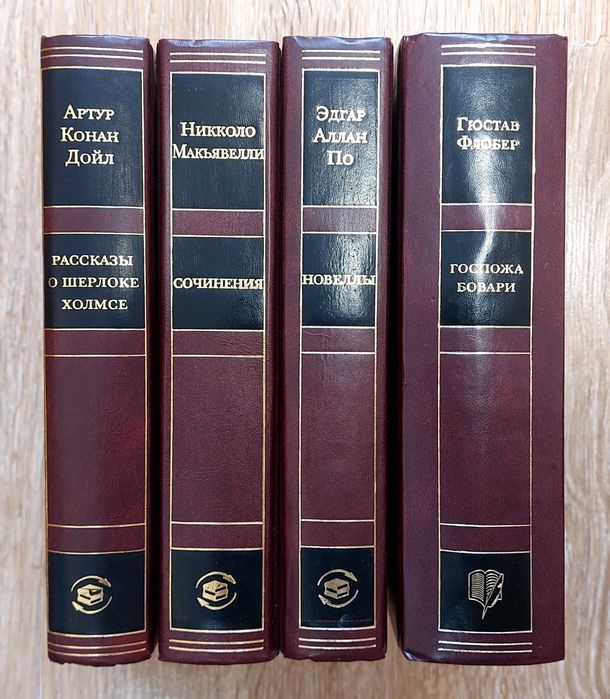 Артур
Конан
Дойл
РАССКАЗЫ
О ШЕРЛОКЕ
ХОЛМСЕ
Никколо
Макьявелли
СОЧИНЕНИЯ
Эдгар
Аллан
По
НОВЕЛЛЫ
Гюстав
Флобер
ГОСПОЖА
БОВАРИ